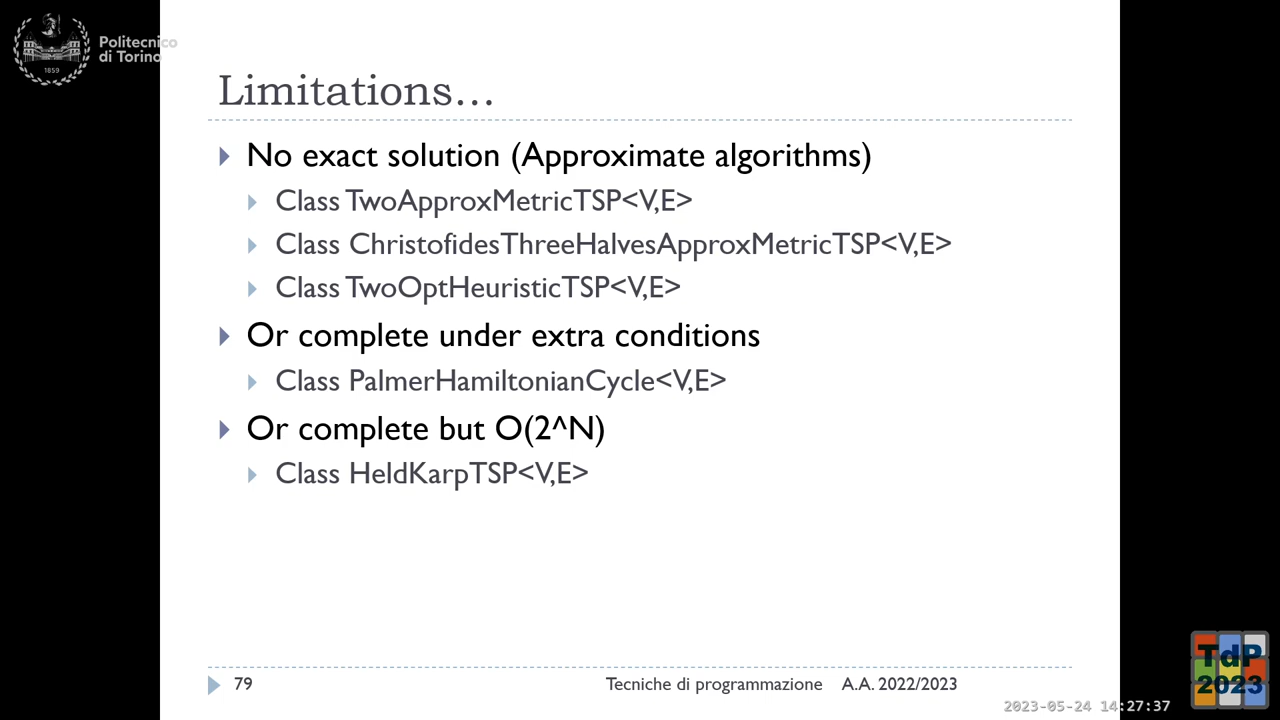 Politecnico
di Torino
1859
Limitations…
No exact solution (Approximate algorithms)
Class TwoApproxMetricTSP<V,E>
Class ChristofidesThreeHalvesApproxMetricTSP<V,E>
Class TwoOptHeuristicTSP<V,E>
Or complete under extra conditions
Class PalmerHamiltonianCycle<V,E>
Or complete but O(2^N)
Class HeldKarpTSP<V,E>
79
Tecniche di programmazione A.A. 2022/2023
TdP
2023
2023-05-24 14:27:37